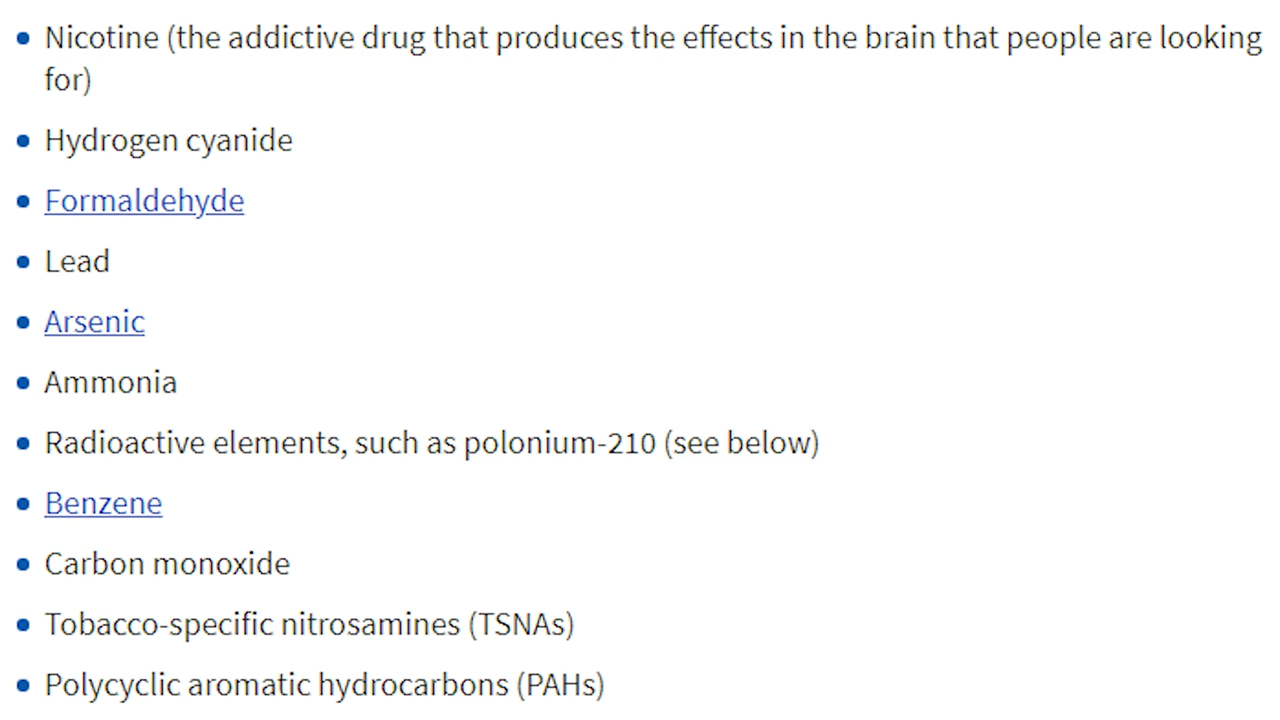 Nicotine (the addictive drug that produces the effects in the brain that people are looking
for)
Hydrogen cyanide
Formaldehyde
Lead
Arsenic
Ammonia
Radioactive elements, such as polonium-210 (see below)
Benzene
Carbon monoxide
Tobacco-specific nitrosamines (TSNAs)
Polycyclic aromatic hydrocarbons (PAHs)